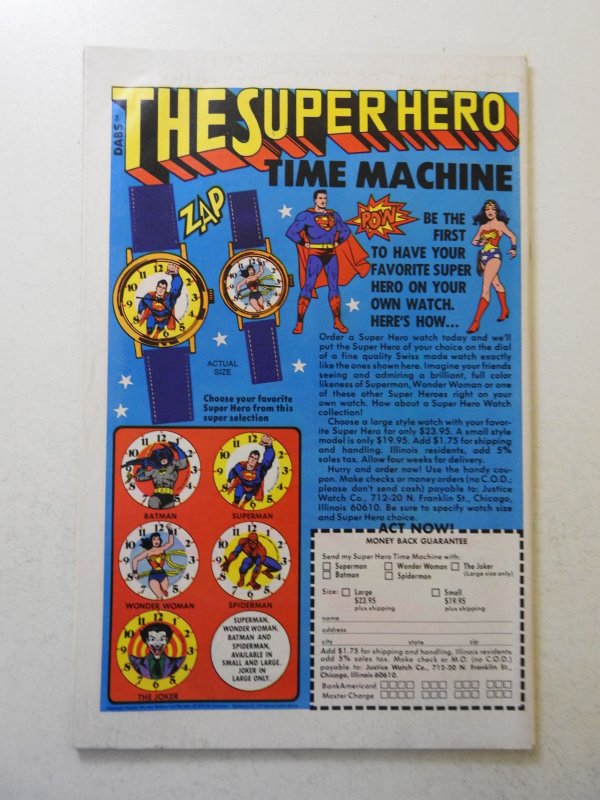 DABS'
THE SUPER HERO
TIME MACHINE
ZAP
POW
BE THE
FIRST
TO HAVE YOUR
FAVORITE SUPER
HERO ON YOUR
OWN WATCH.
HERE'S HOW...
ACTUAL
SIZE
Choose your favorite
Super Hero from this
super selection
Order a Super Hero watch today and we'll
put the Super Hero of your choice on the dial
of a fine quality Swiss made watch exactly
like the ones shown here. Imagine your friends
seeing and admiring a brilliant, full color
likeness of Superman, Wonder Woman or one
of these other Super Heroes right on your
own watch. How about a Super Hero Watch
collection!
Choose a large style watch with your favor-
ite Super Hero for only $23.95. A small style
model is only $19.95. Add $1.75 for shipping
and handling. Illinois residents, add 5%
sales tax. Allow four weeks for delivery.
Hurry and order now! Use the handy cou-
pon. Make checks or money orders (no C.O.D.;
please don't send cash) payable to: Justice
Watch Co., 712-20 N. Franklin St., Chicago,
Illinois 60610. Be sure to specify watch size
and Super Hero choice.
ACT NOW!
BATMAN
SUPERMAN
WONDER WOMAN
SPIDERMAN
THE JOKER
SUPERMAN,
WONDER WOMAN,
BATMAN AND
SPIDERMAN,
AVAILABLE IN
SMALL AND LARGE.
JOKER IN
LARGE ONLY.
MONEY BACK GUARANTEE
Send my Super Hero Time Machine with:
Superman Wonder Woman The Joker
Batman Spiderman (Large size only)
Size: Large Small
$23.95 $19.95
plus shipping plus shipping
name
address
city state zip
Add $1.75 for shipping and handling. Illinois residents
add 5% sales tax. Make check or M.O. (no C.O.D.)
payable to: Justice Watch Co., 712-20 N. Franklin St.,
Chicago, Illinois 60610.
BankAmericard
Master Charge